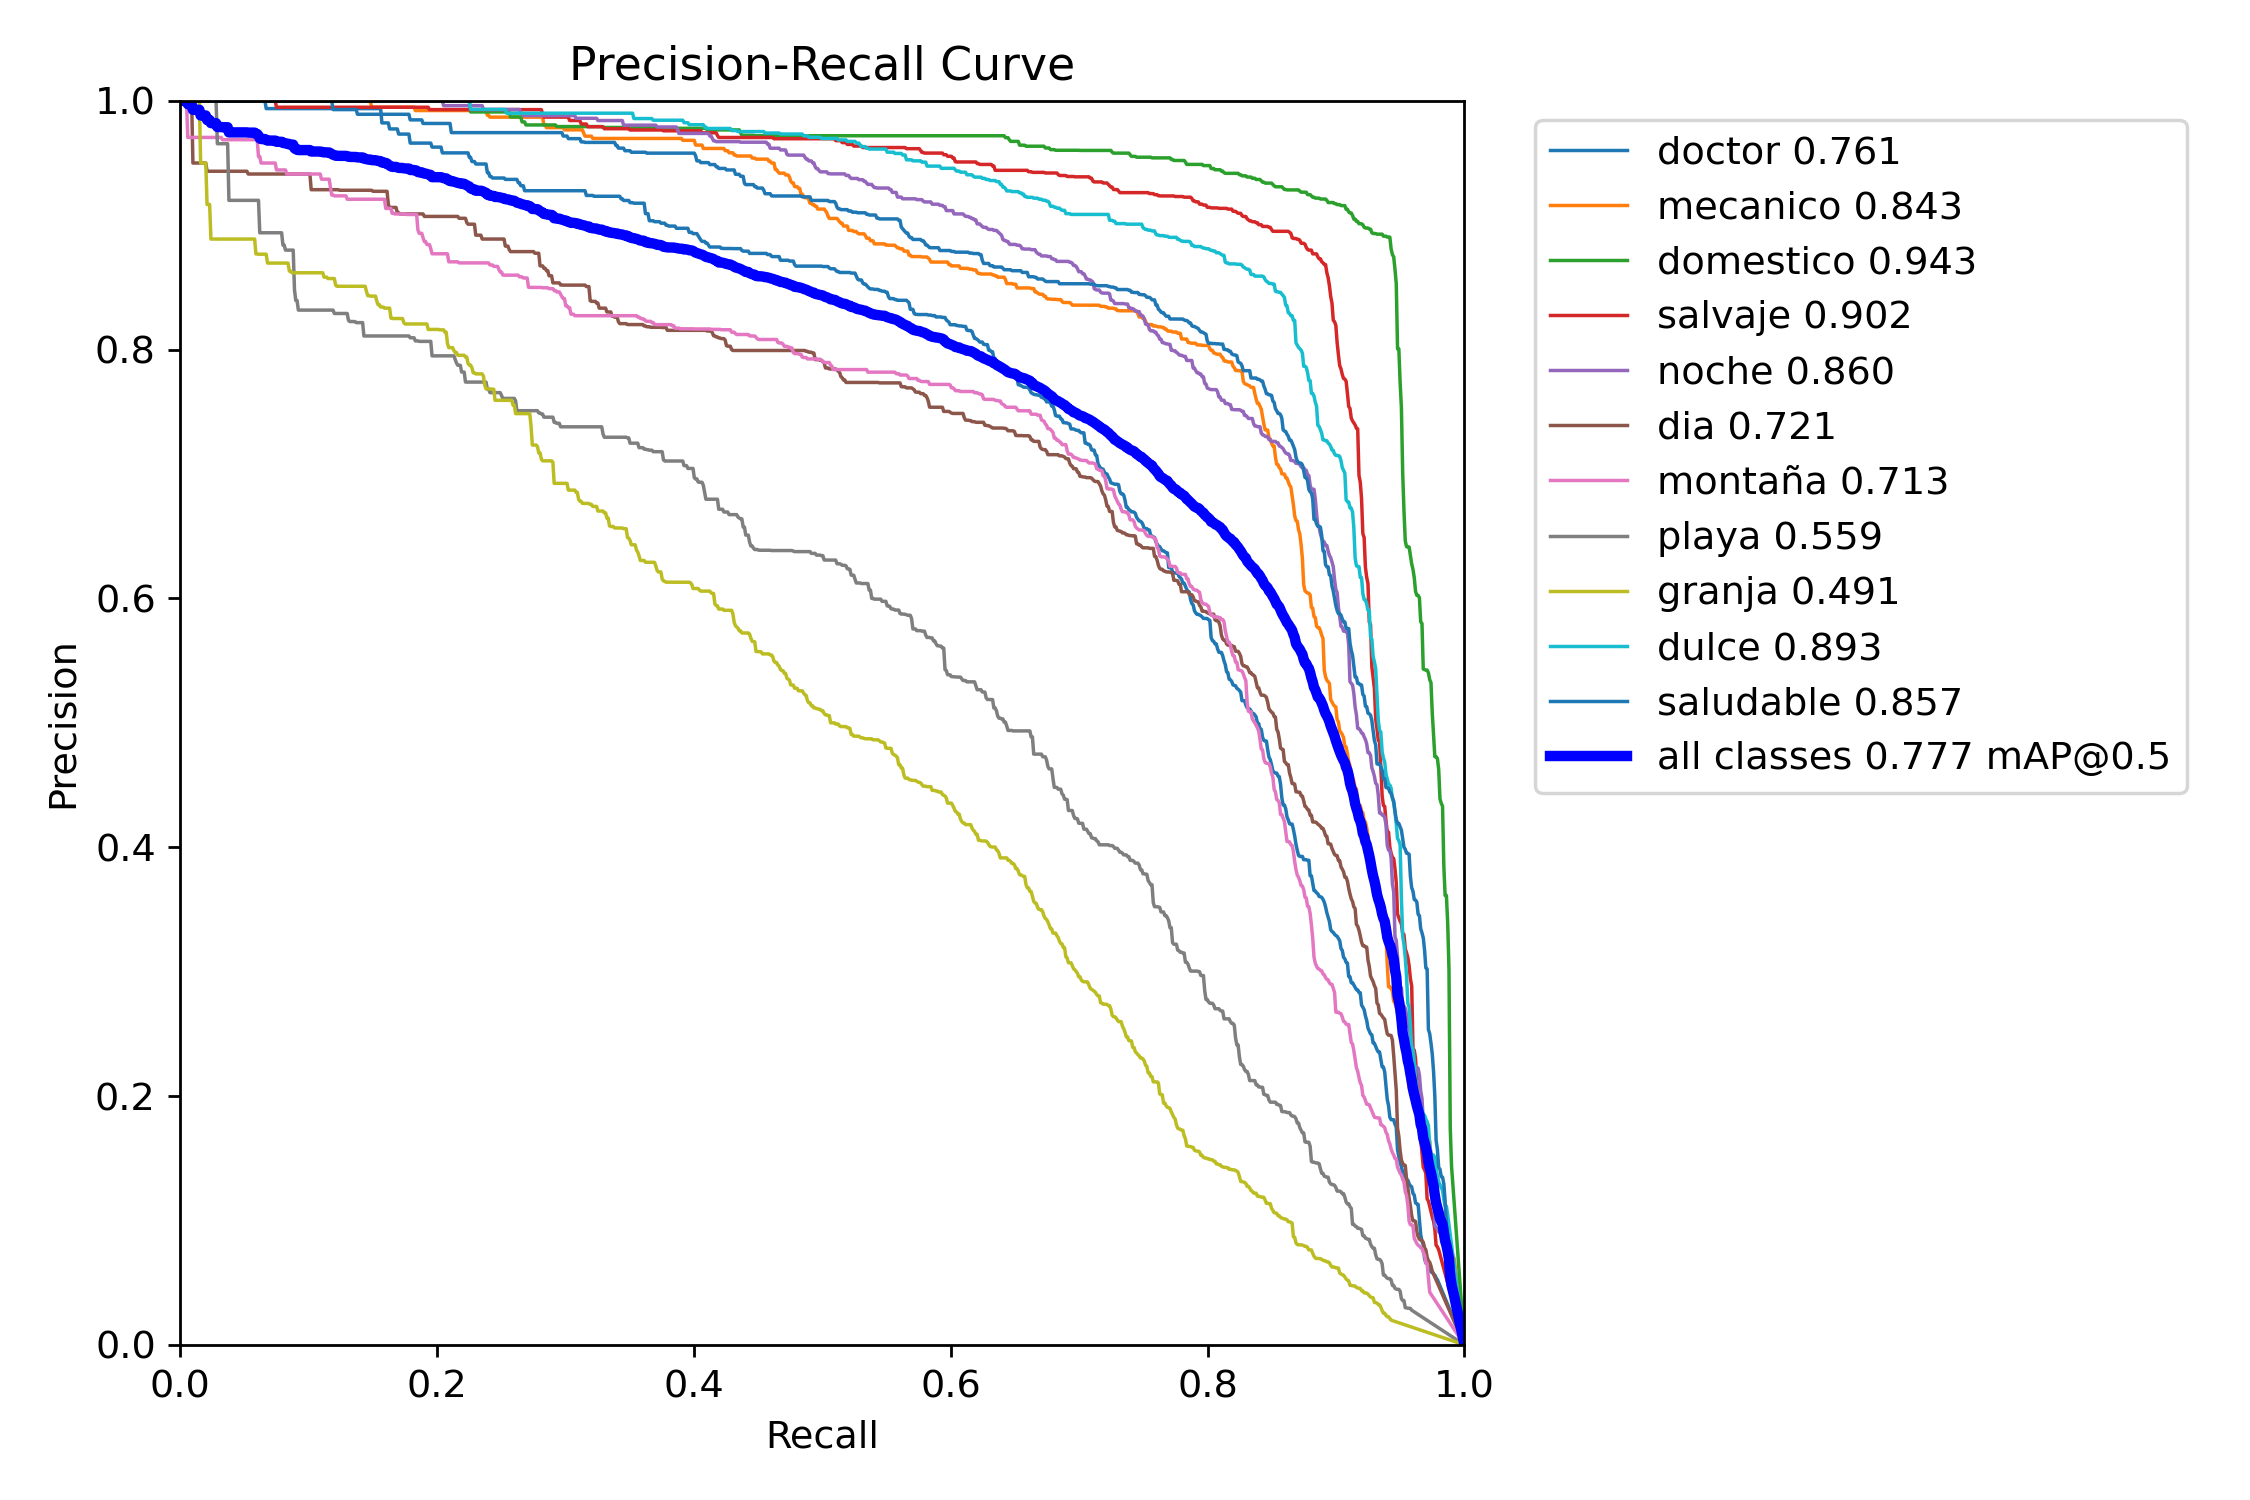 Precision-Recall Curve
1.0
0.8
0.6
0.4
0.2
0.0
Precision
0.0 0.2 0.4 0.6 0.8 1.0
Recall
doctor 0.761
mecanico 0.843
domestico 0.943
salvaje 0.902
noche 0.860
dia 0.721
montaña 0.713
playa 0.559
granja 0.491
dulce 0.893
saludable 0.857
all classes 0.777 mAP@0.5